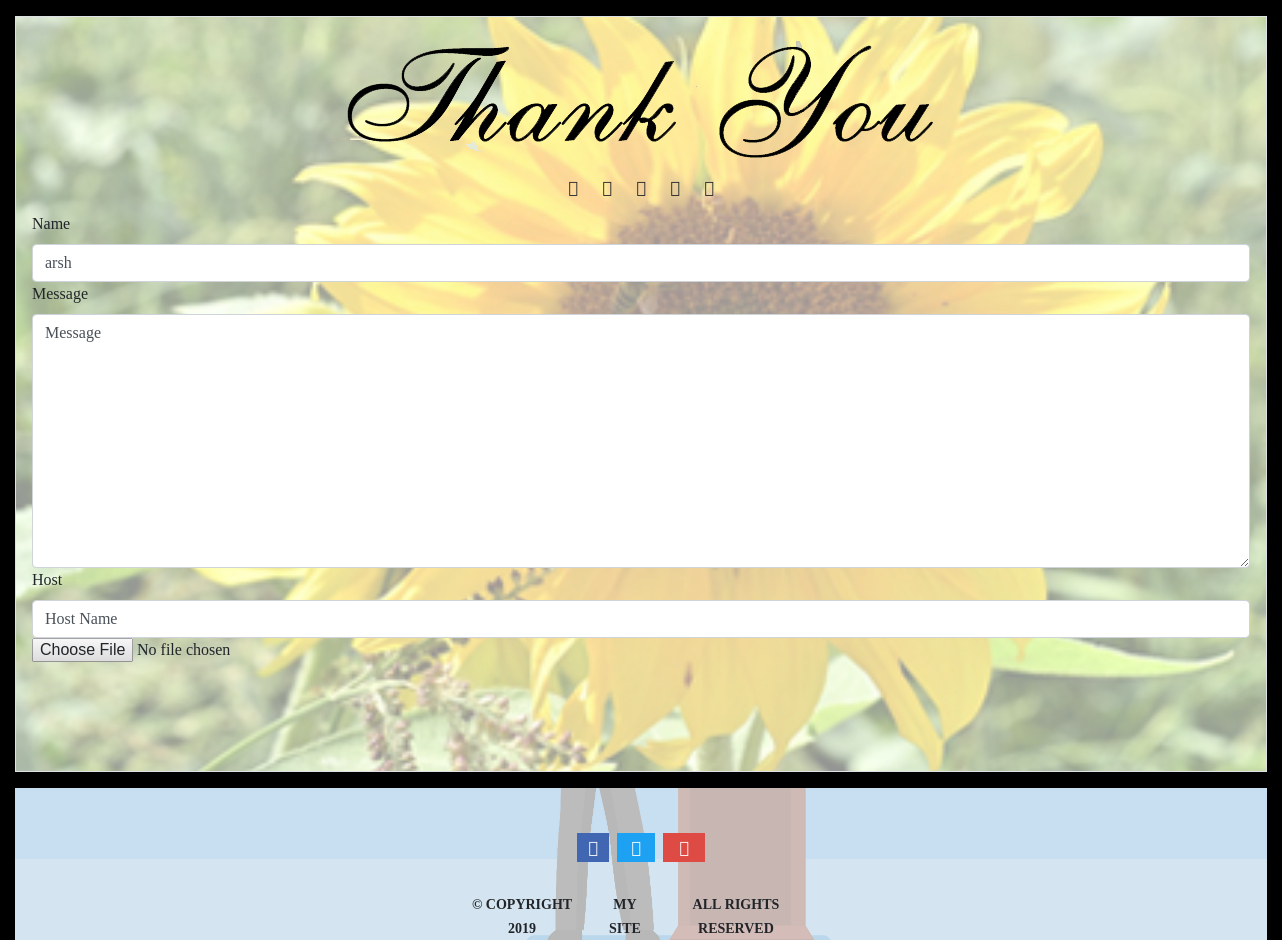 Thank You
Name
arsh
Message
Message
Host
Host Name
Choose File No file chosen
© COPYRIGHT 2019 MY SITE ALL RIGHTS RESERVED